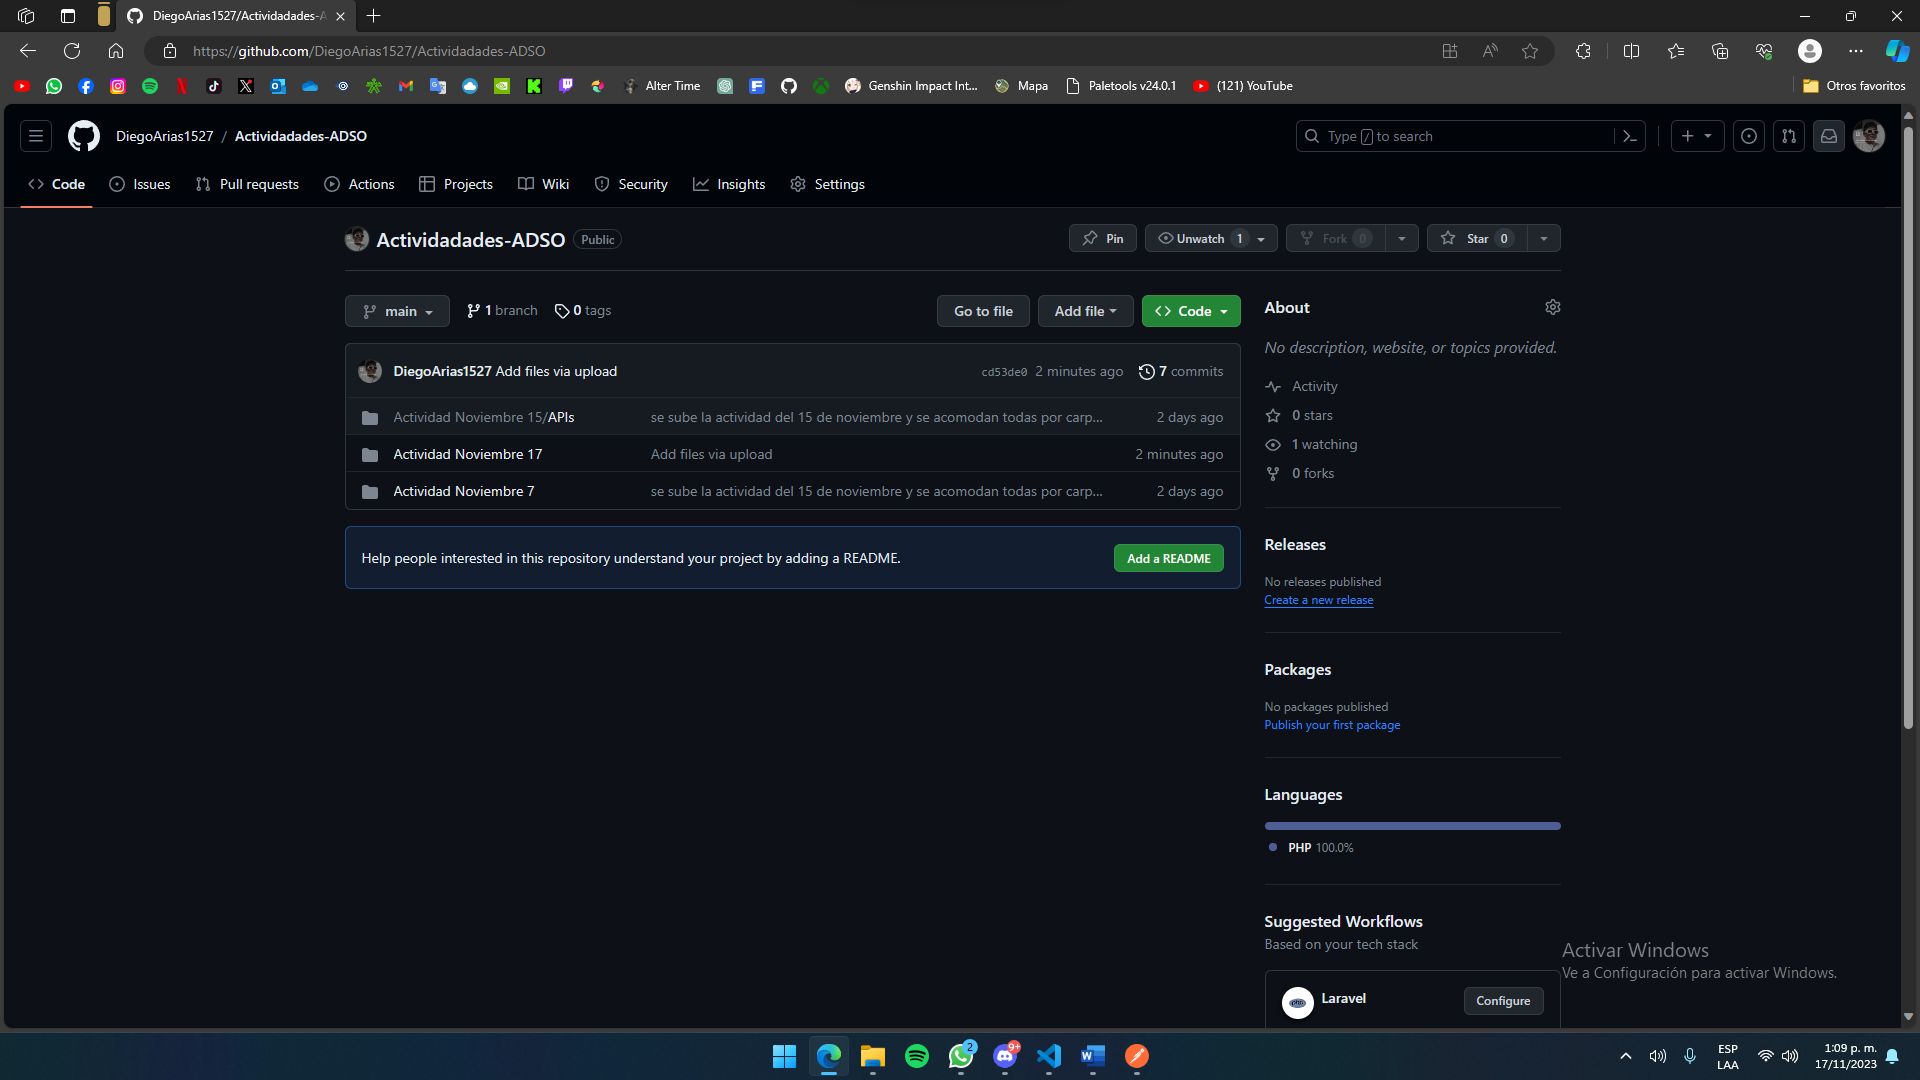 DiegoArias1527/Actividadades-A
https://github.com/DiegoArias1527/Actividadades-ADSO
Alter Time
Genshin Impact Int...
Mapa
Paletools v24.0.1
(121) YouTube
Otros favoritos
DiegoArias1527 / Actividadades-ADSO
Type / to search
Code
Issues
Pull requests
Actions
Projects
Wiki
Security
Insights
Settings
Actividadades-ADSO Public
Pin
Unwatch 1
Fork 0
Star 0
main
1 branch
0 tags
Go to file
Add file
Code
DiegoArias1527 Add files via upload
cd53de0 2 minutes ago
7 commits
Actividad Noviembre 15/APIs
se sube la actividad del 15 de noviembre y se acomodan todas por carp...
2 days ago
Actividad Noviembre 17
Add files via upload
2 minutes ago
Actividad Noviembre 7
se sube la actividad del 15 de noviembre y se acomodan todas por carp...
2 days ago
Help people interested in this repository understand your project by adding a README.
Add a README
About
No description, website, or topics provided.
Activity
0 stars
1 watching
0 forks
Releases
No releases published
Create a new release
Packages
No packages published
Publish your first package
Languages
PHP 100.0%
Suggested Workflows
Based on your tech stack
Laravel
Configure
Activar Windows
Ve a Configuración para activar Windows.
2
9+
ESP
LAA
1:09 p. m.
17/11/2023